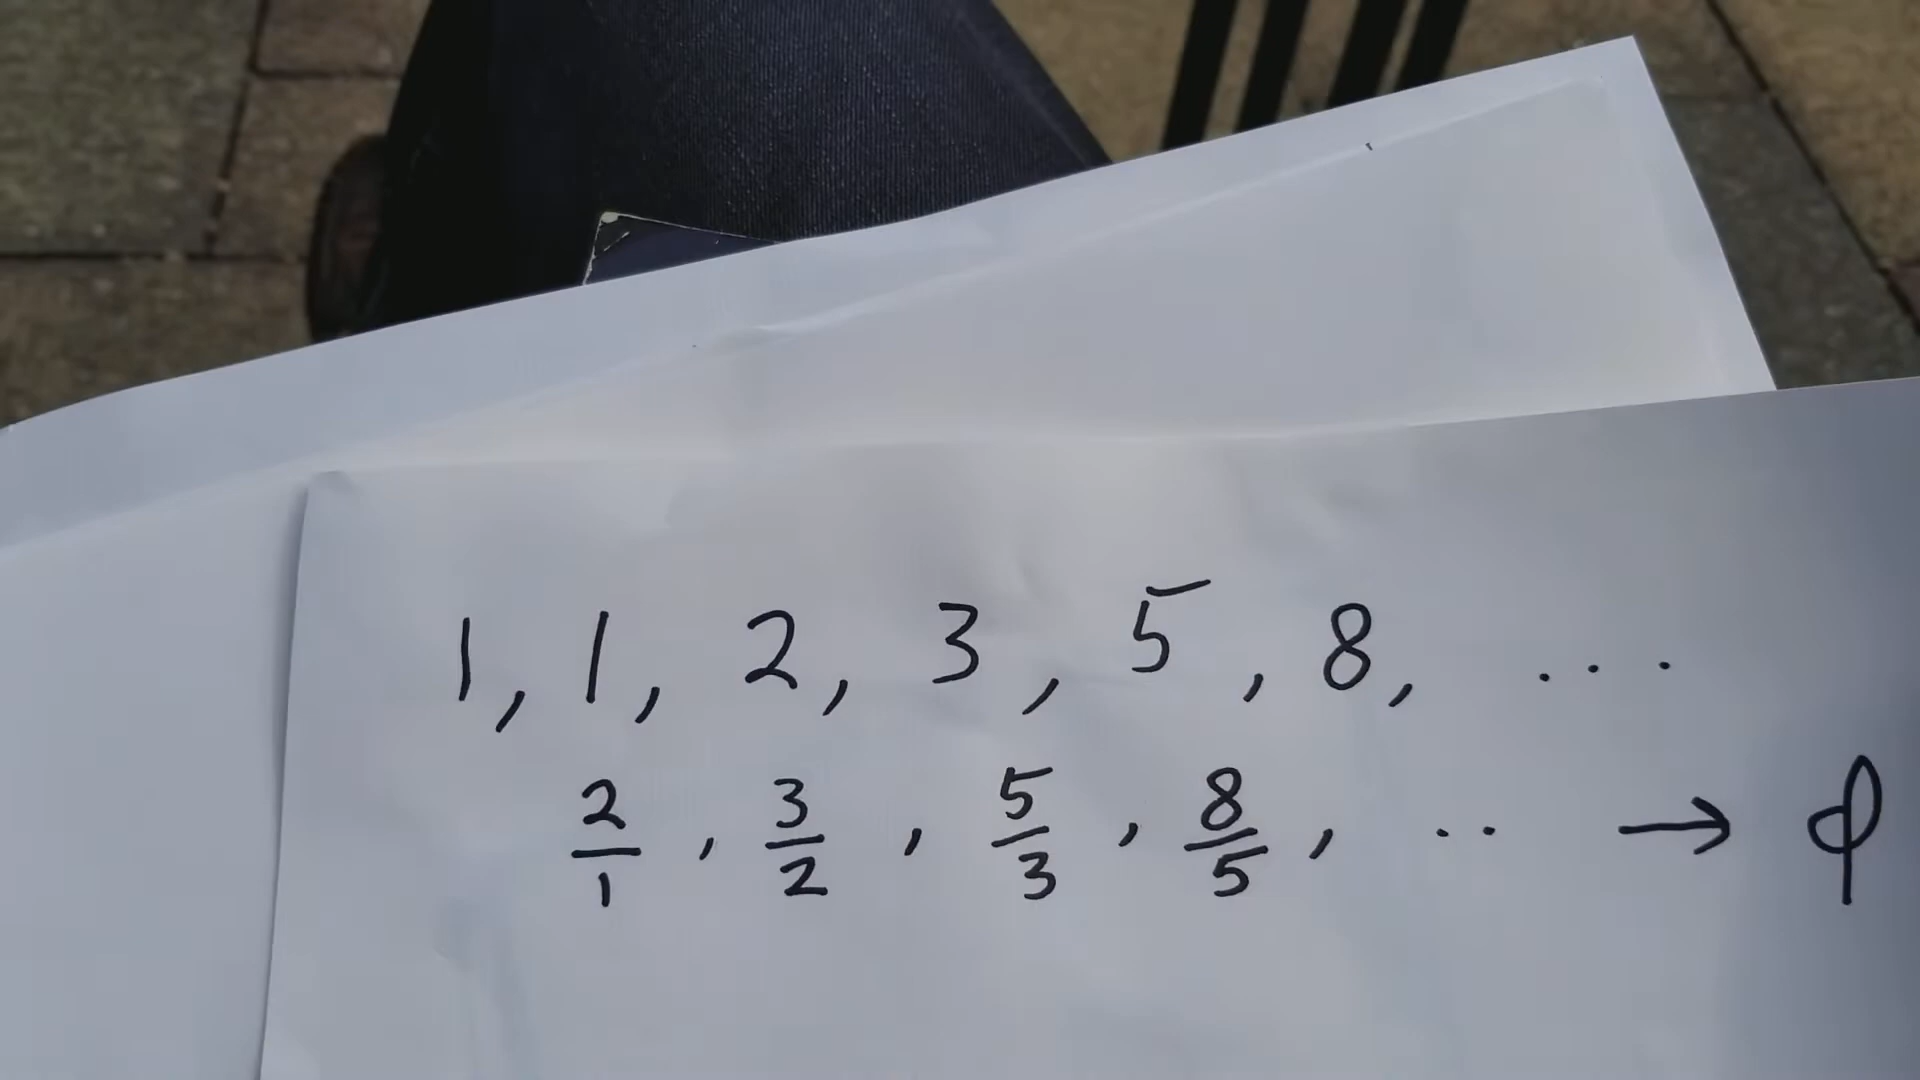 1, 1, 2, 3, 5, 8, ...
2/1, 3/2, 5/3, 8/5, .. → φ